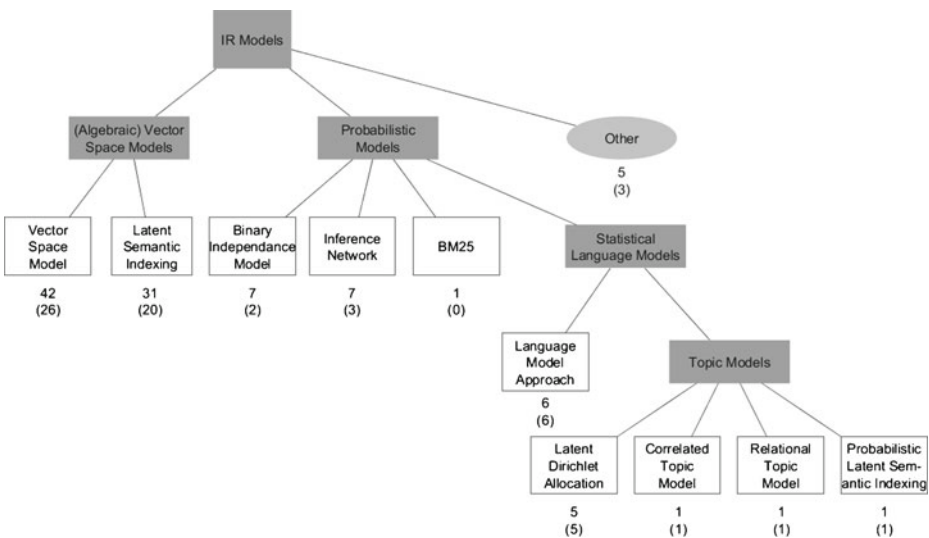 IR Models
(Algebraic) Vector
Space Models
Probabilistic
Models
Other
5
(3)
Vector
Space
Model
42
(26)
Latent
Semantic
Indexing
31
(20)
Binary
Independance
Model
7
(2)
Inference
Network
7
(3)
BM25
1
(0)
Statistical
Language Models
Language
Model
Approach
6
(6)
Topic Models
Latent
Dirichlet
Allocation
5
(5)
Correlated
Topic
Model
1
(1)
Relational
Topic
Model
1
(1)
Probabilistic
Latent Sem-
antic Indexing
1
(1)